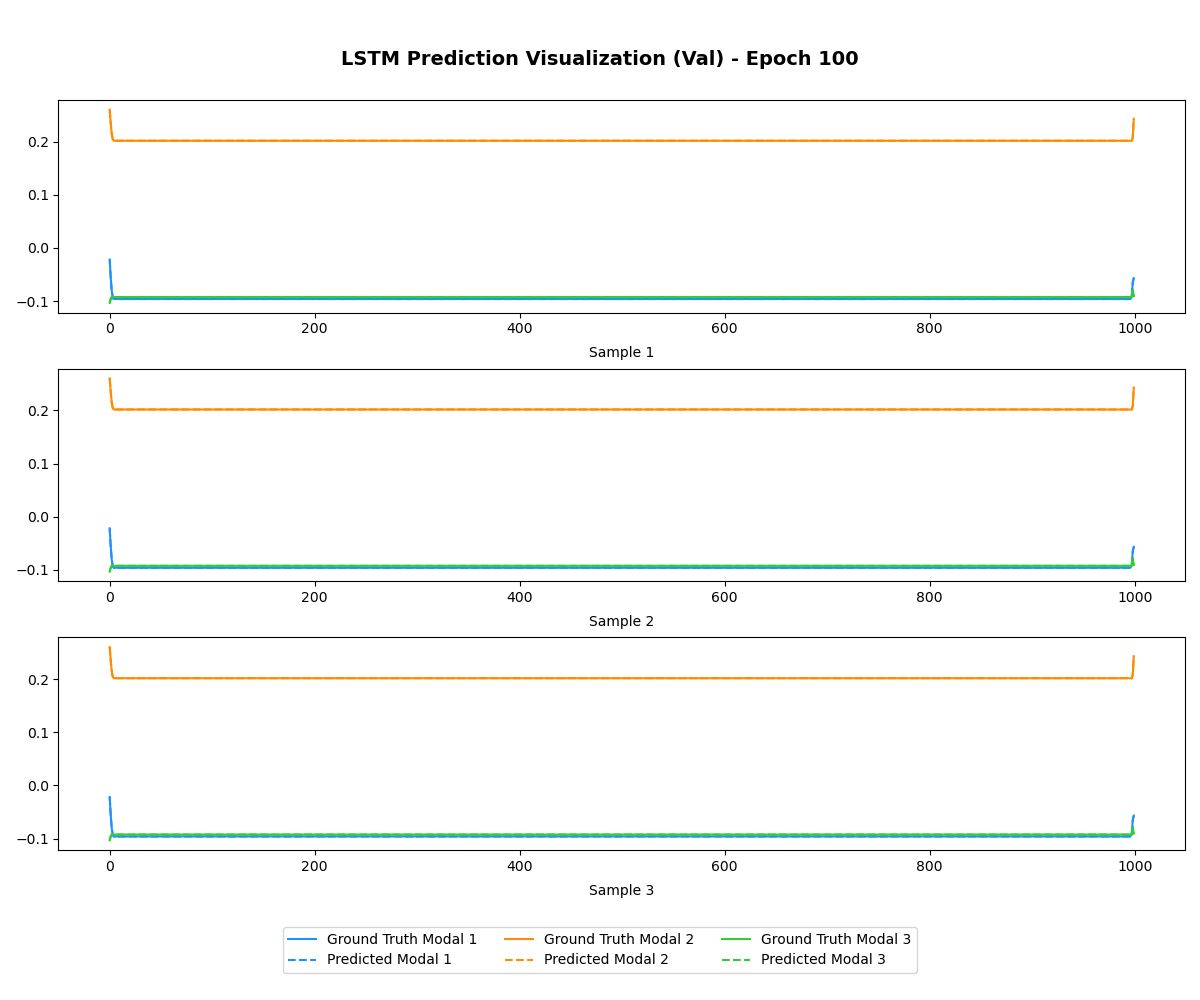 LSTM Prediction Visualization (Val) - Epoch 100
0.2
0.1
0.0
−0.1
0 200 400 600 800 1000
Sample 1
0.2
0.1
0.0
−0.1
0 200 400 600 800 1000
Sample 2
0.2
0.1
0.0
−0.1
0 200 400 600 800 1000
Sample 3
Ground Truth Modal 1 Ground Truth Modal 2 Ground Truth Modal 3
Predicted Modal 1 Predicted Modal 2 Predicted Modal 3